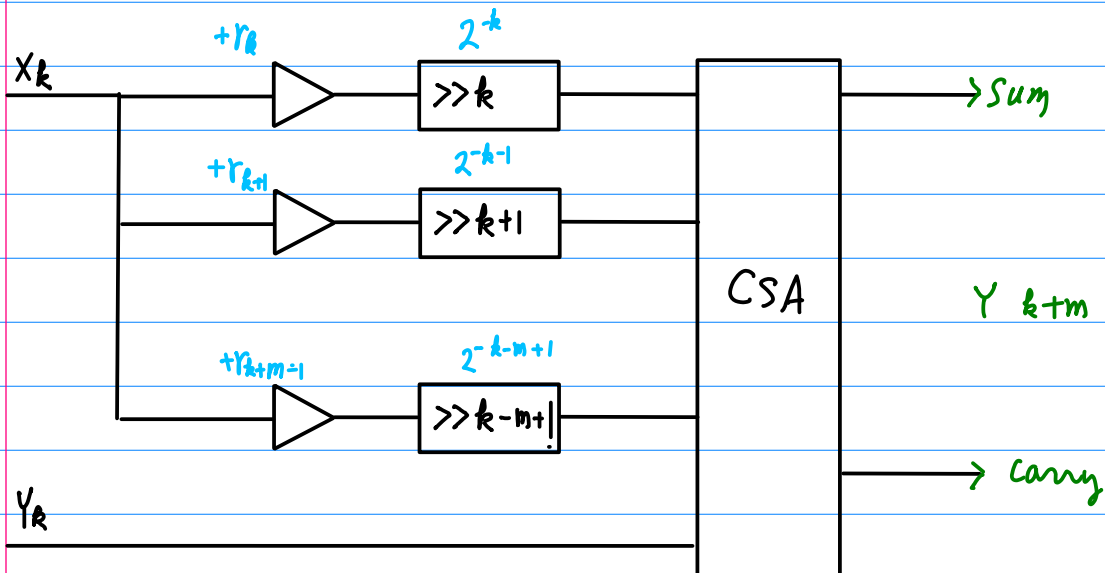 +r_k 2^-k
X_k >>k → Sum
+r_k+1 2^-k-1
>>k+1
CSA
Y k+m
+r_k+m-1 2^-k-m+1
>>k-m+1
→ Carry
Y_k